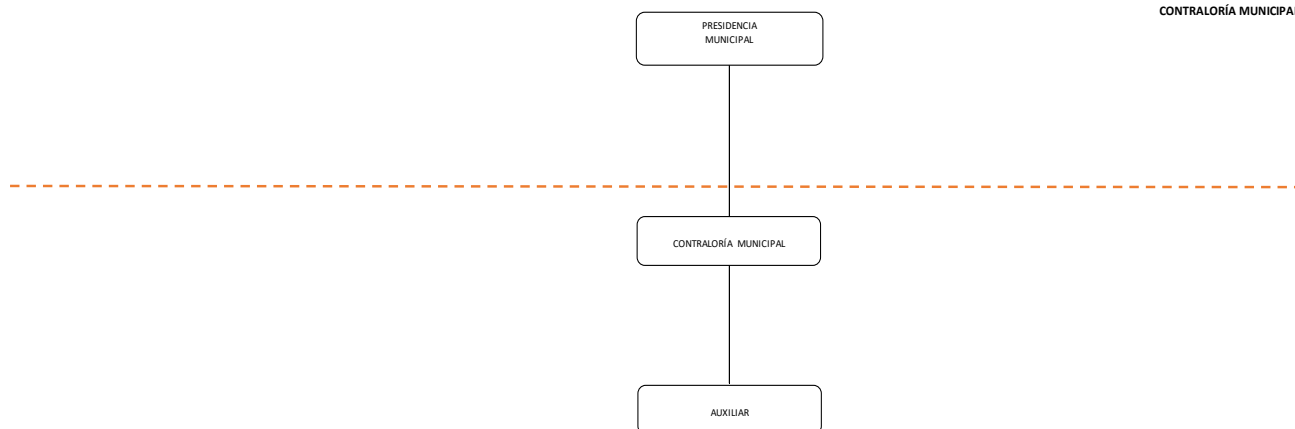 CONTRALORÍA MUNICIPAL
PRESIDENCIA
MUNICIPAL
CONTRALORÍA MUNICIPAL
AUXILIAR